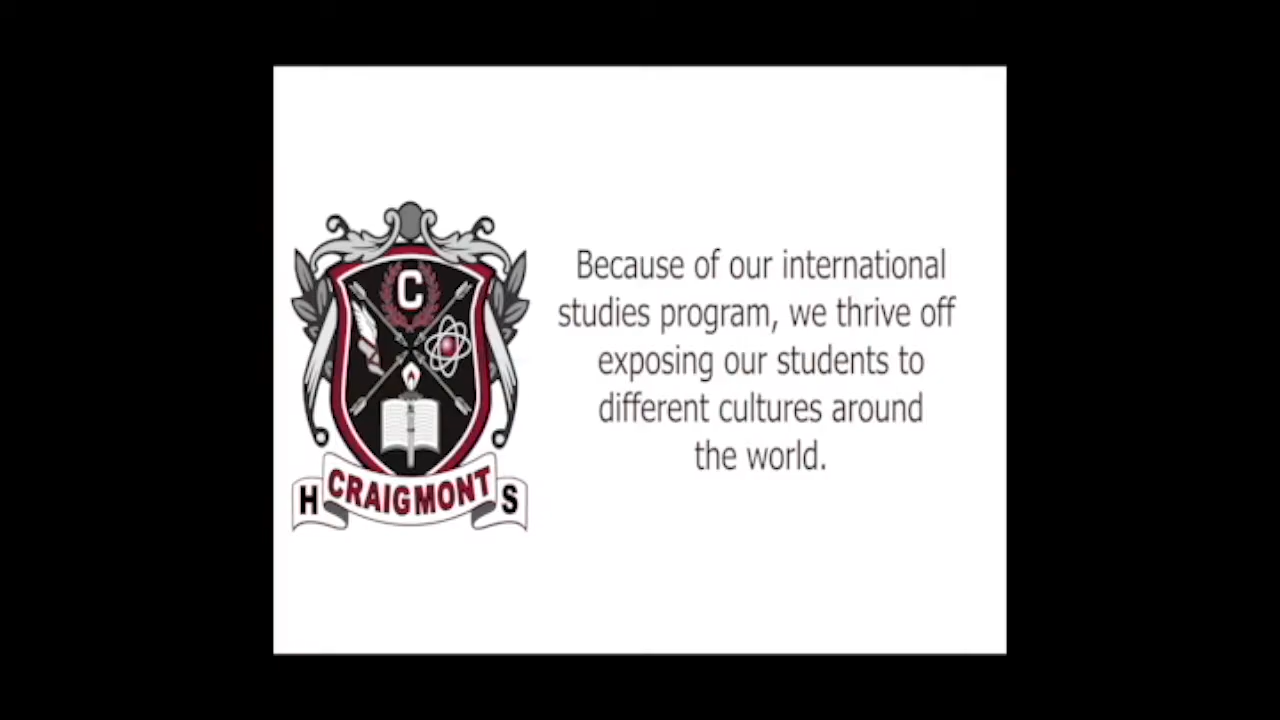 C
H CRAIGMONT S
Because of our international
studies program, we thrive off
exposing our students to
different cultures around
the world.